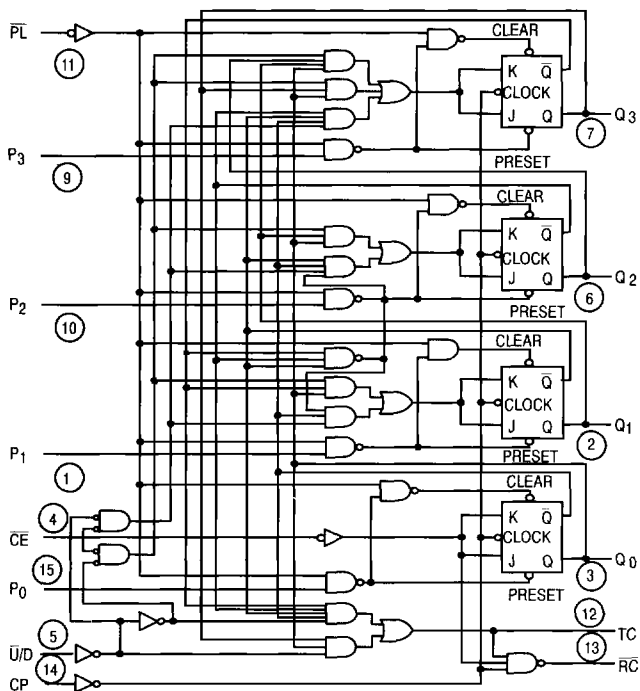 PL
11
CLEAR
K Q
CLOCK
J Q
Q3
7
PRESET
P3
9
CLEAR
K Q
CLOCK
J Q
Q2
6
PRESET
P2
10
CLEAR
K Q
CLOCK
J Q
Q1
2
PRESET
P1
1
CLEAR
4
K Q
CLOCK
J Q
CE
Q0
3
15
P0
PRESET
12
5
TC
U/D
13
14
RC
CP